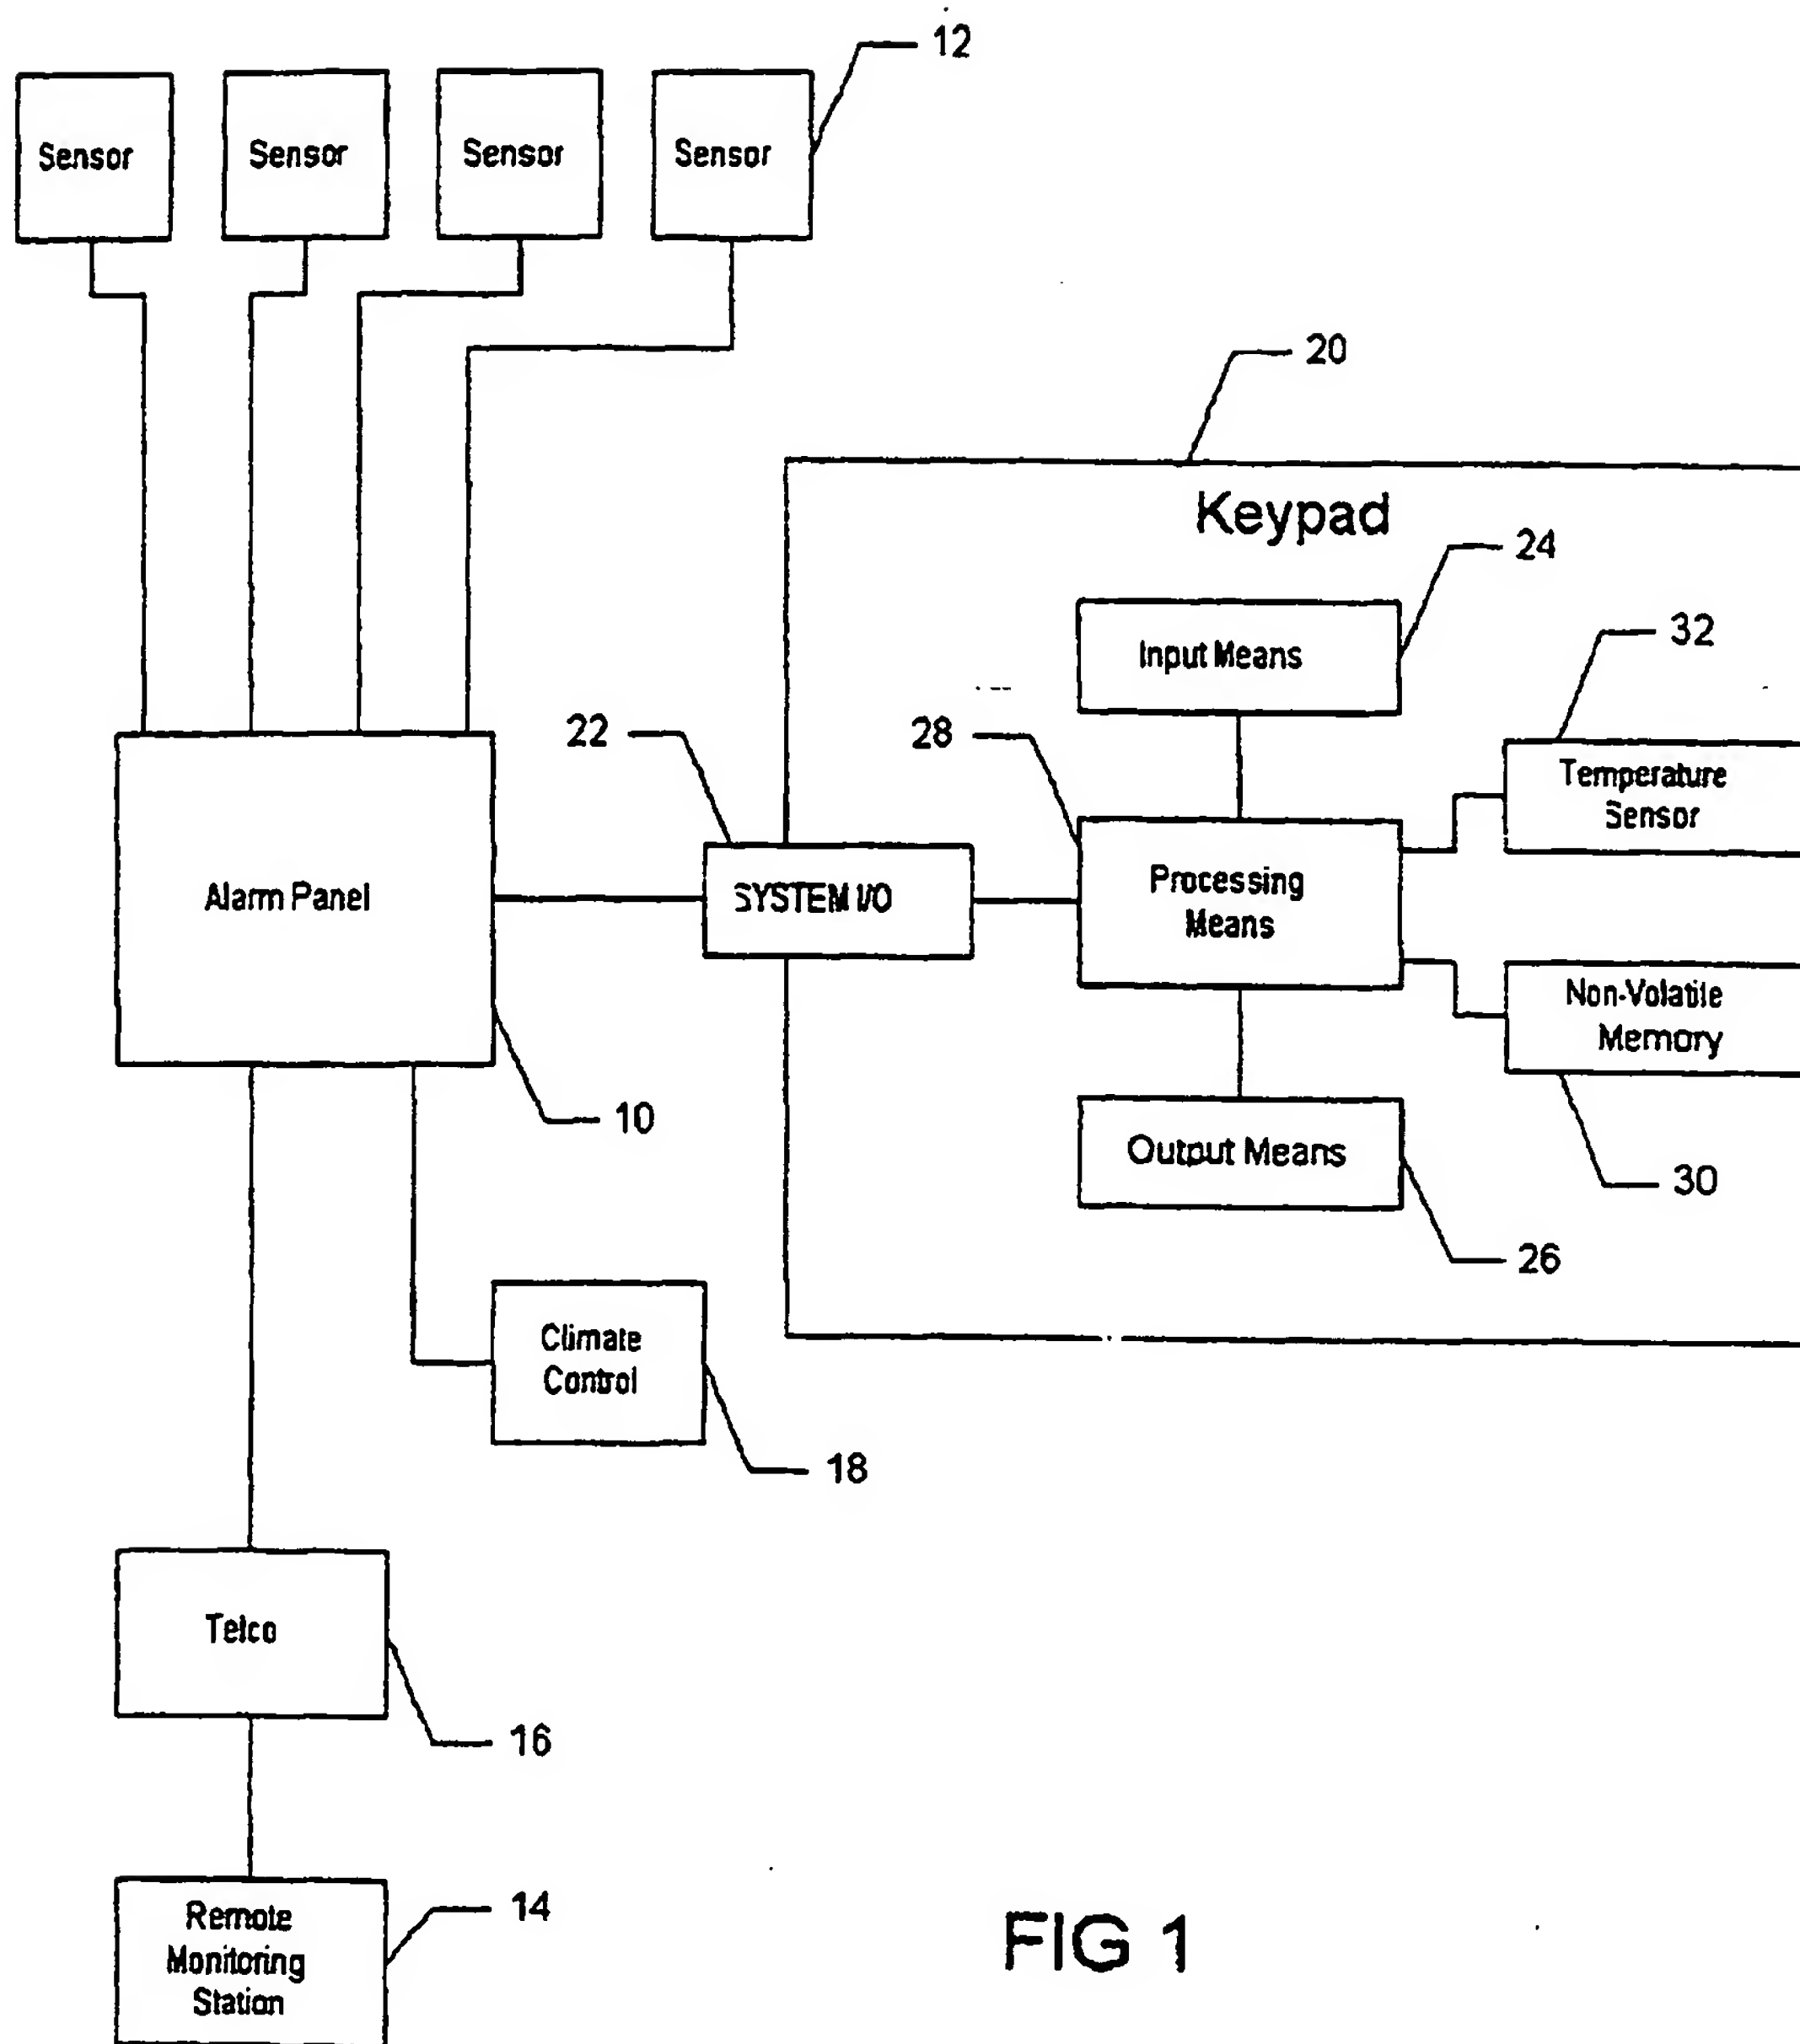 12
Sensor
Sensor
Sensor
Sensor
20
Keypad
24
Input Means
32
Temperature
Sensor
22
28
Alarm Panel
SYSTEM I/O
Processing
Means
Non-Volatile
Memory
10
Output Means
30
26
Climate
Control
18
Telco
16
Remote
Monitoring
Station
14
FIG 1